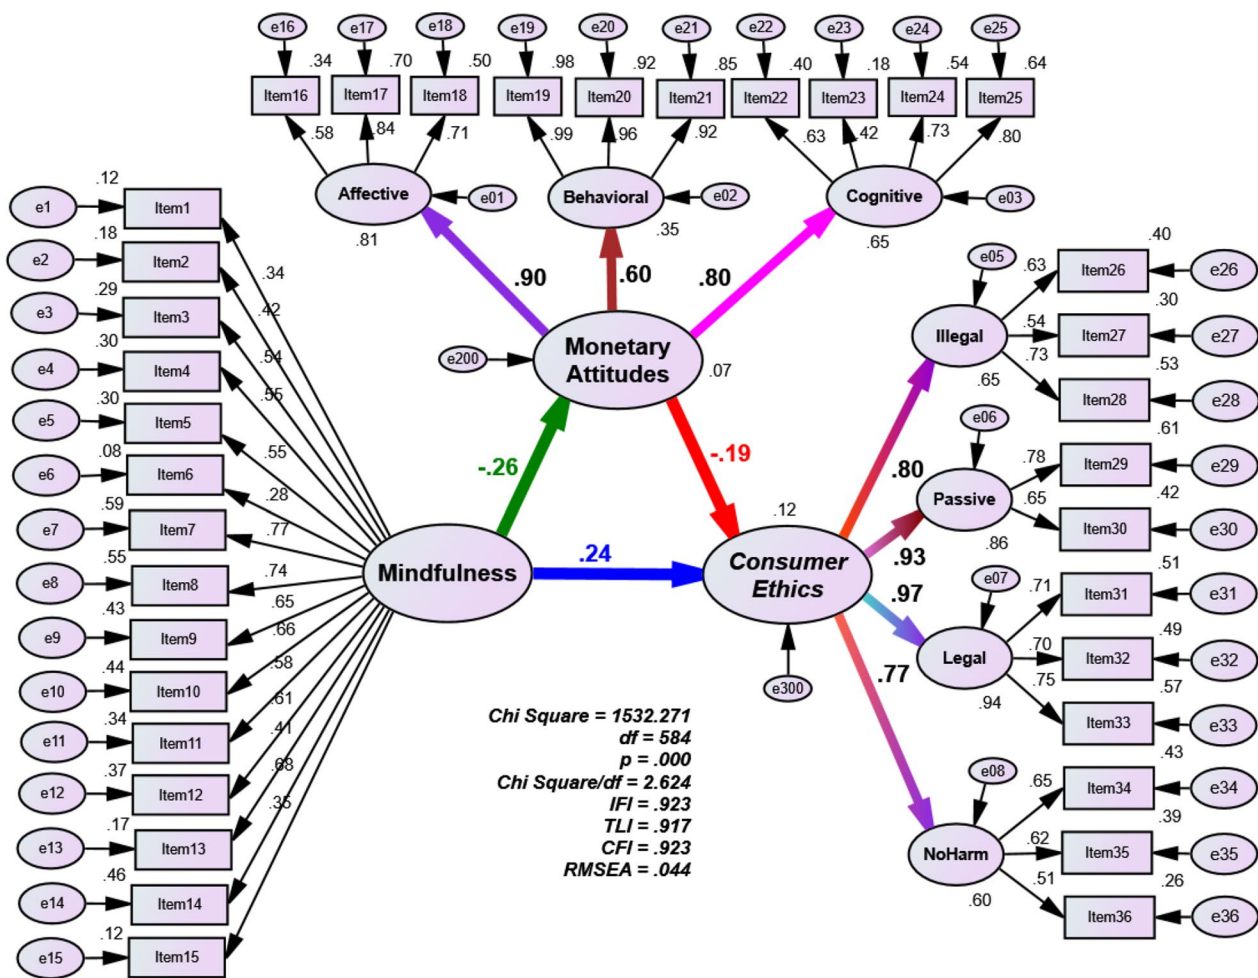 e16 e17 e18 e19 e20 e21 e22 e23 e24 e25
.34 .70 .50 .98 .92 .85 .40 .18 .54 .64
Item16 Item17 Item18 Item19 Item20 Item21 Item22 Item23 Item24 Item25
.58 .84 .71 .99 .96 .92 .63 .42 .73 .80
Affective e01 Behavioral e02 Cognitive e03
.81 .35 .65
.90 .60 .80
e200 Monetary
Attitudes
.07
-.26 -.19
.12
Mindfulness .24 Consumer
Ethics
e300
.12
e1 Item1 .34
.18
e2 Item2 .42
.29
e3 Item3 .54
.30
e4 Item4 .55
.30
e5 Item5 .55
.08
e6 Item6 .28
.59
e7 Item7 .77
.55
e8 Item8 .74
.43
e9 Item9 .65
.44
e10 Item10 .66
.34
e11 Item11 .58
.37
e12 Item12 .61
.17
e13 Item13 .41
.46
e14 Item14 .68
.12
e15 Item15 .35
.80
e05
Illegal
.65
.40
.63 Item26 e26
.30
.54 Item27 e27
.53
.73 Item28 e28
.93
e06
Passive
.86
.61
.78 Item29 e29
.42
.65 Item30 e30
.97
e07
Legal
.94
.51
.71 Item31 e31
.49
.70 Item32 e32
.57
.75 Item33 e33
.77
e08
NoHarm
.60
.43
.65 Item34 e34
.39
.62 Item35 e35
.26
.51 Item36 e36
Chi Square = 1532.271
df = 584
p = .000
Chi Square/df = 2.624
IFI = .923
TLI = .917
CFI = .923
RMSEA = .044